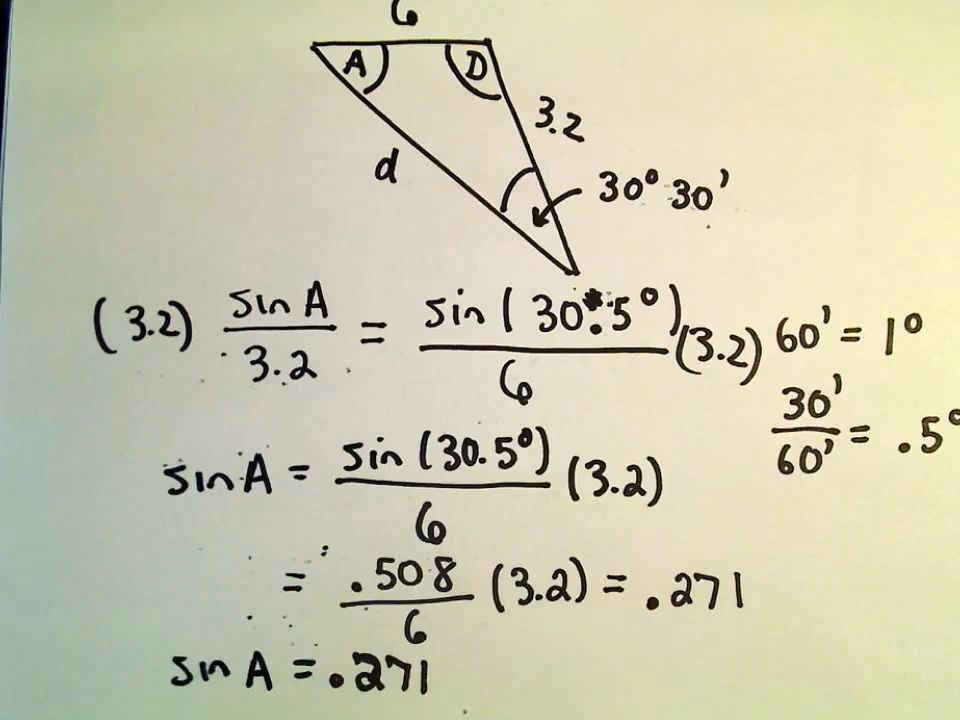 6
A D
3.2
d
30° 30'
(3.2) sin A / 3.2 = sin(30.5°) / 6 (3.2) 60' = 1°
30' / 60' = .5°
sin A = sin(30.5°) / 6 (3.2)
= .508 / 6 (3.2) = .271
sin A = .271